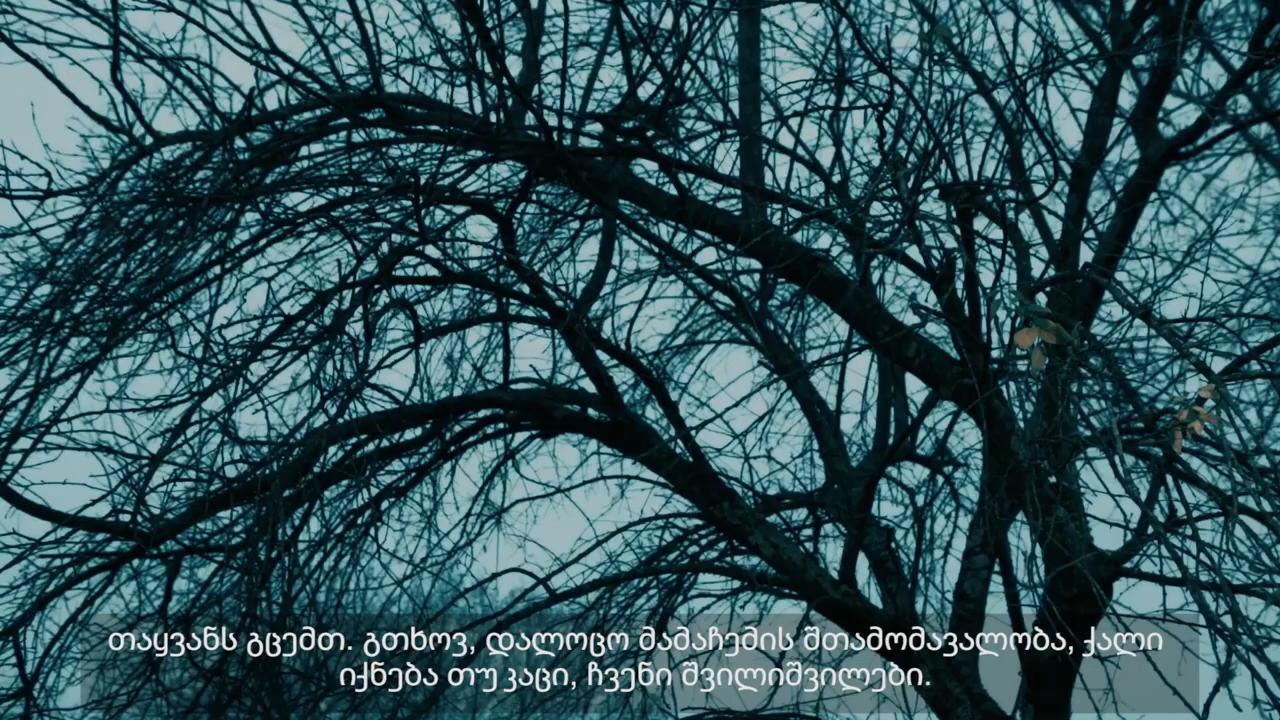 თაყვანს გცემთ. გთხოვ, დალოცო მამაჩემის შთამომავალობა, ქალი
იქნება თუ კაცი, ჩვენი შვილიშვილები.